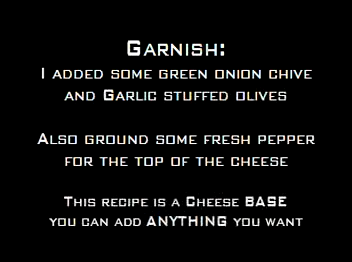 Garnish:
I added some green onion chive
and Garlic stuffed olives
Also ground some fresh pepper
for the top of the cheese
This recipe is a Cheese BASE
you can add ANYTHING you want